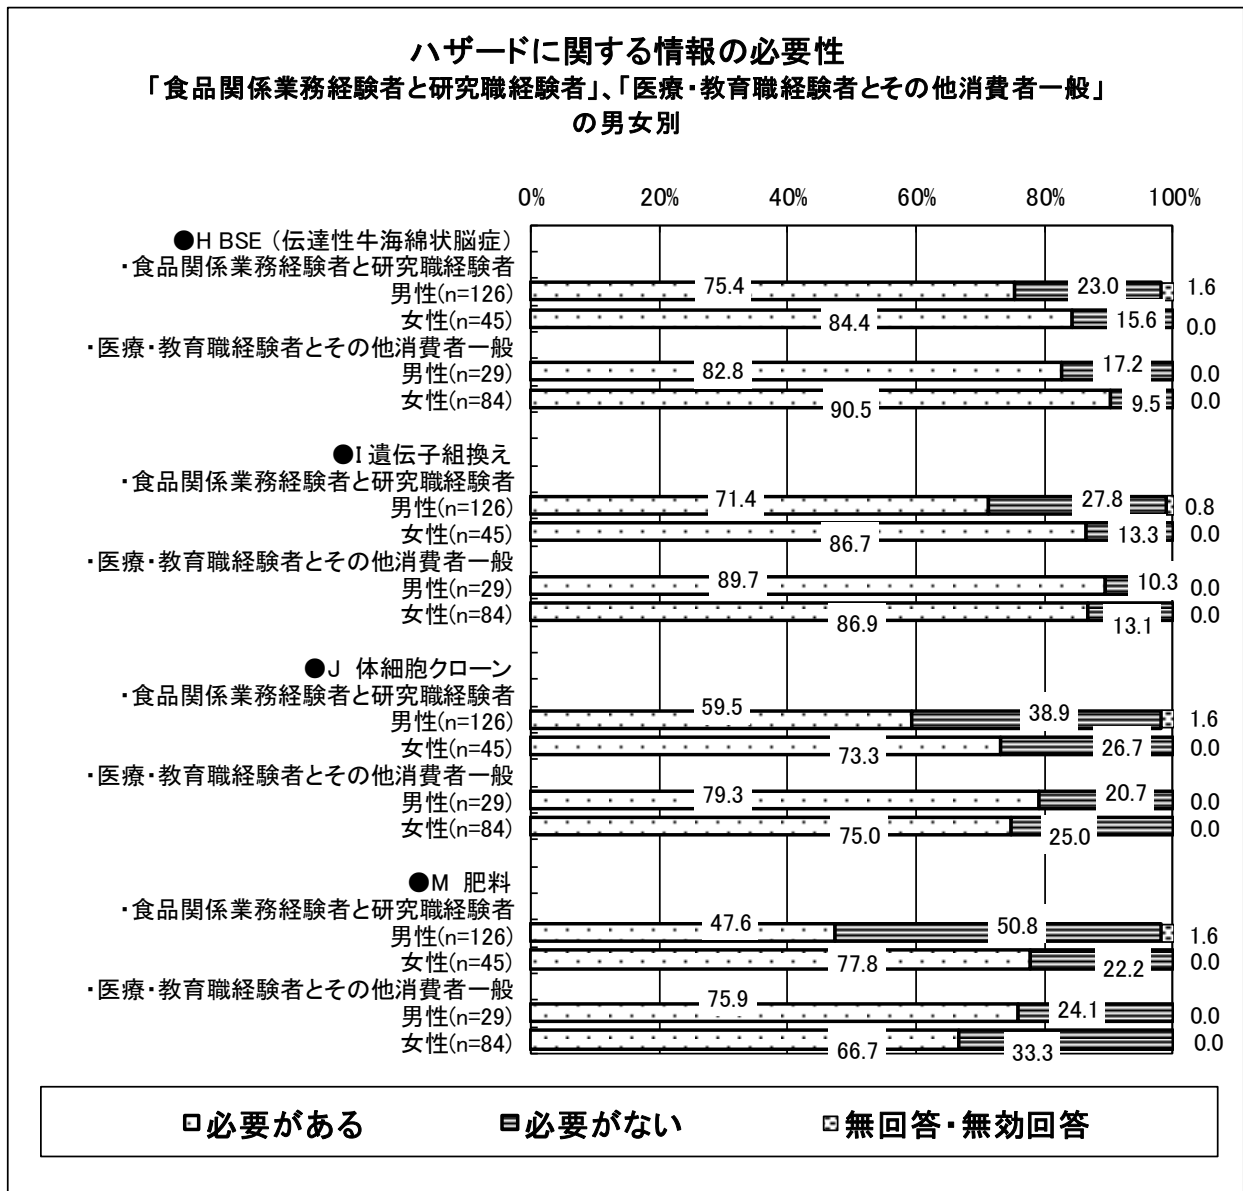 ハザードに関する情報の必要性
「食品関係業務経験者と研究職経験者」、「医療・教育職経験者とその他消費者一般」
の男女別
0% 20% 40% 60% 80% 100%
●H BSE（伝達性牛海綿状脳症）
・食品関係業務経験者と研究職経験者
男性(n=126) 75.4 23.0 1.6
女性(n=45) 84.4 15.6 0.0
・医療・教育職経験者とその他消費者一般
男性(n=29) 82.8 17.2 0.0
女性(n=84) 90.5 9.5 0.0
●I 遺伝子組換え
・食品関係業務経験者と研究職経験者
男性(n=126) 71.4 27.8 0.8
女性(n=45) 86.7 13.3 0.0
・医療・教育職経験者とその他消費者一般
男性(n=29) 89.7 10.3 0.0
女性(n=84) 86.9 13.1 0.0
●J 体細胞クローン
・食品関係業務経験者と研究職経験者
男性(n=126) 59.5 38.9 1.6
女性(n=45) 73.3 26.7 0.0
・医療・教育職経験者とその他消費者一般
男性(n=29) 79.3 20.7 0.0
女性(n=84) 75.0 25.0 0.0
●M 肥料
・食品関係業務経験者と研究職経験者
男性(n=126) 47.6 50.8 1.6
女性(n=45) 77.8 22.2 0.0
・医療・教育職経験者とその他消費者一般
男性(n=29) 75.9 24.1 0.0
女性(n=84) 66.7 33.3 0.0
必要がある 必要がない 無回答・無効回答